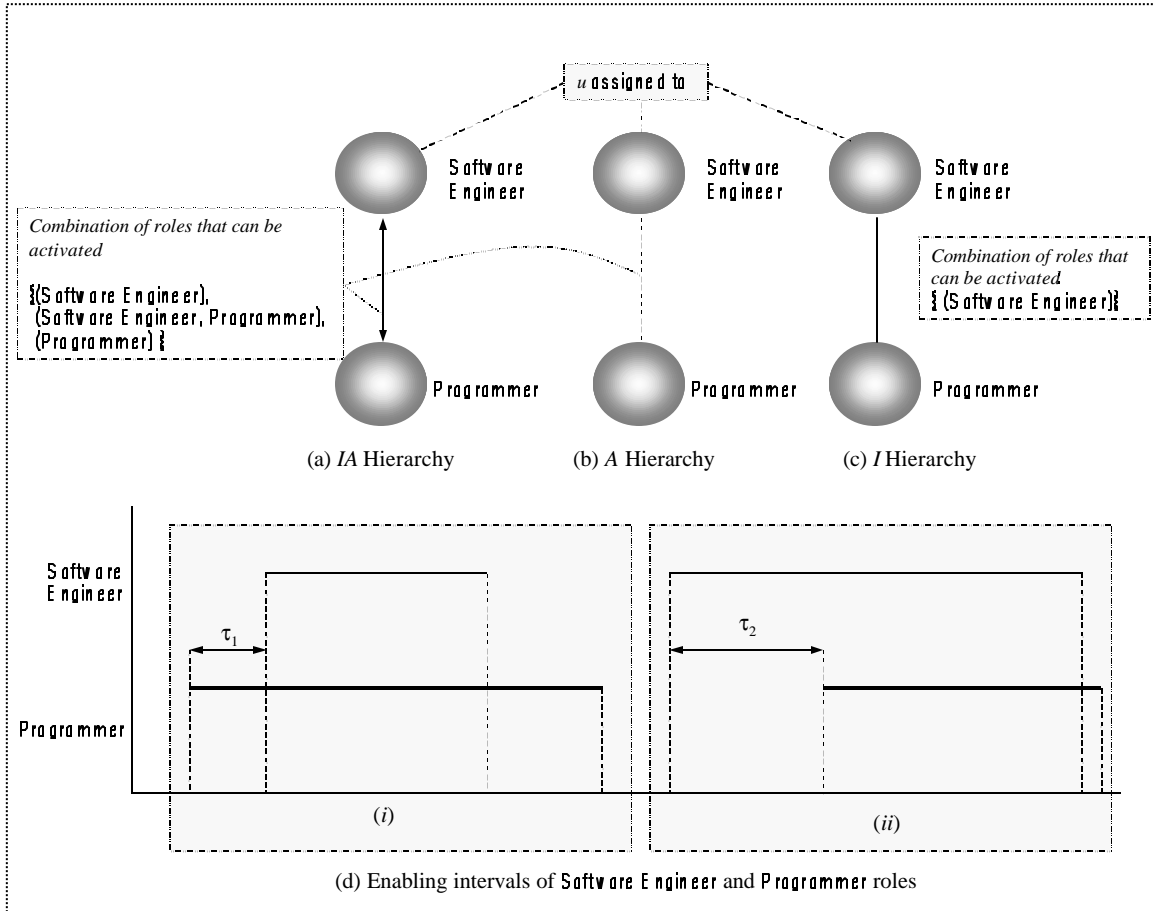 u assigned to
Software
Engineer
Software
Engineer
Software
Engineer
Combination of roles that can be
activated
{(Software Engineer),
(Software Engineer, Programmer),
(Programmer) }
Combination of roles that
can be activated.
{ (Software Engineer)}
Programmer
Programmer
Programmer
(a) IA Hierarchy
(b) A Hierarchy
(c) I Hierarchy
Software
Engineer
τ1
τ2
Programmer
(i)
(ii)
(d) Enabling intervals of Software Engineer and Programmer roles